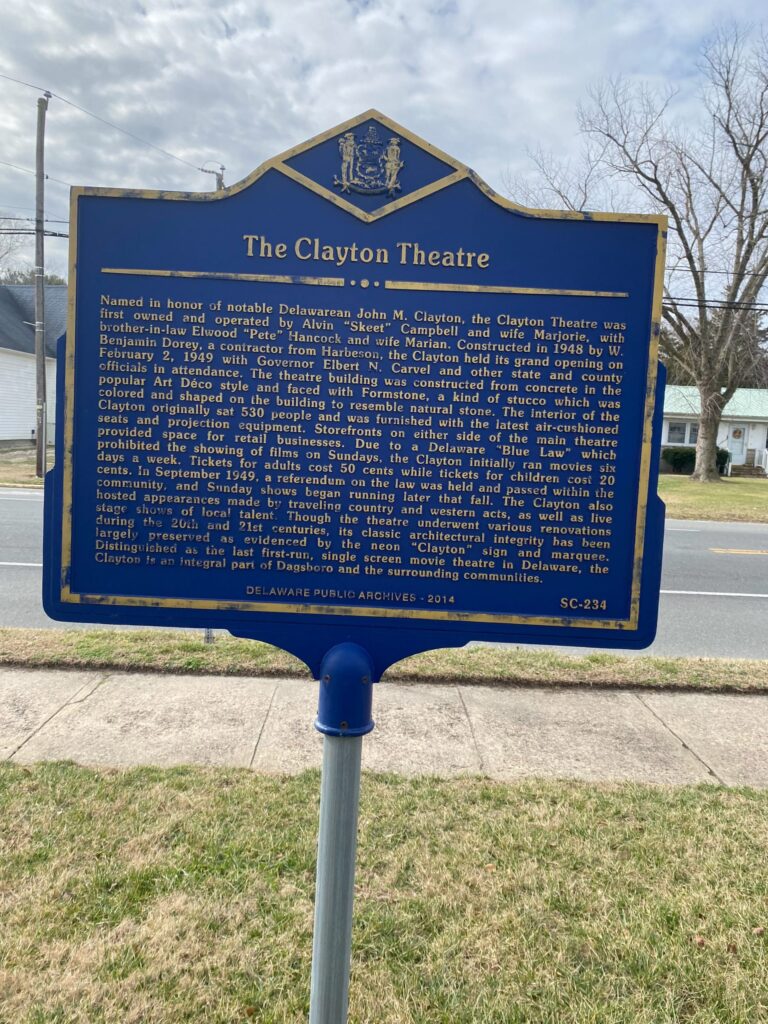 The Clayton Theatre
Named in honor of notable Delawarean John M. Clayton, the Clayton Theatre was
first owned and operated by Alvin "Skeet" Campbell and wife Marjorie, with
brother-in-law Elwood "Pete" Hancock and wife Marian. Constructed in 1948 by W.
Benjamin Dorey, a contractor from Harbeson, the Clayton held its grand opening on
February 2, 1949 with Governor Elbert N. Carvel and other state and county
officials in attendance. The theatre building was constructed from concrete in the
popular Art Déco style and faced with Formstone, a kind of stucco which was
colored and shaped on the building to resemble natural stone. The interior of the
Clayton originally sat 530 people and was furnished with the latest air-cushioned
seats and projection equipment. Storefronts on either side of the main theatre
provided space for retail businesses. Due to a Delaware "Blue Law" which
prohibited the showing of films on Sundays, the Clayton initially ran movies six
days a week. Tickets for adults cost 50 cents while tickets for children cost 20
cents. In September 1949, a referendum on the law was held and passed within the
community, and Sunday shows began running later that fall. The Clayton also
hosted appearances made by traveling country and western acts, as well as live
stage shows of local talent. Though the theatre underwent various renovations
during the 20th and 21st centuries, its classic architectural integrity has been
largely preserved as evidenced by the neon "Clayton" sign and marquee.
Distinguished as the last first-run, single screen movie theatre in Delaware, the
Clayton is an integral part of Dagsboro and the surrounding communities.
DELAWARE PUBLIC ARCHIVES · 2014
SC-234